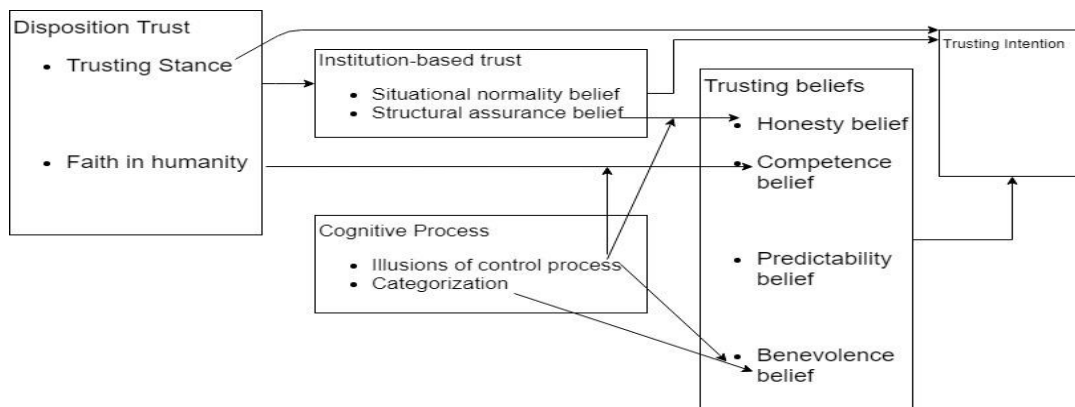 Disposition Trust
• Trusting Stance
• Faith in humanity
Institution-based trust
• Situational normality belief
• Structural assurance belief
Cognitive Process
• Illusions of control process
• Categorization
Trusting beliefs
• Honesty belief
• Competence
belief
• Predictability
belief
• Benevolence
belief
Trusting Intention